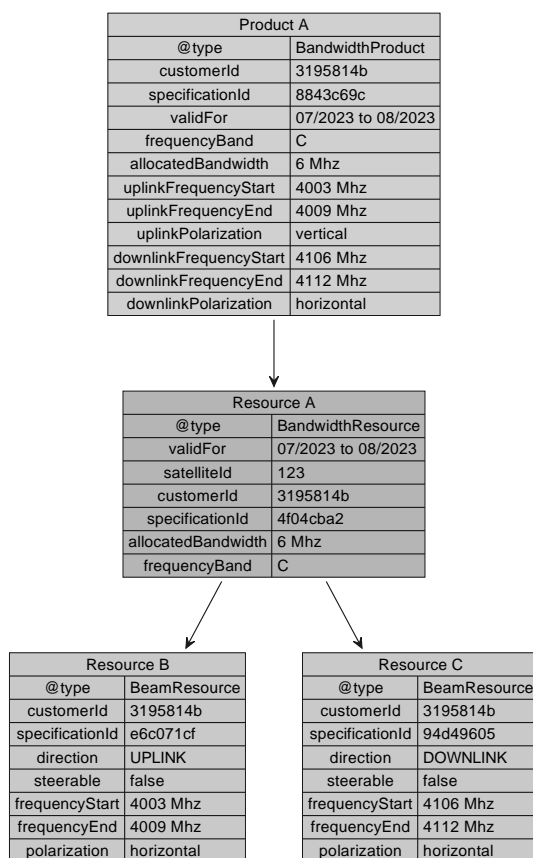 Product A
@type BandwidthProduct
customerId 3195814b
specificationId 8843c69c
validFor 07/2023 to 08/2023
frequencyBand C
allocatedBandwidth 6 Mhz
uplinkFrequencyStart 4003 Mhz
uplinkFrequencyEnd 4009 Mhz
uplinkPolarization vertical
downlinkFrequencyStart 4106 Mhz
downlinkFrequencyEnd 4112 Mhz
downlinkPolarization horizontal
Resource A
@type BandwidthResource
validFor 07/2023 to 08/2023
satelliteId 123
customerId 3195814b
specificationId 4f04cba2
allocatedBandwidth 6 Mhz
frequencyBand C
Resource B
@type BeamResource
customerId 3195814b
specificationId e6c071cf
direction UPLINK
steerable false
frequencyStart 4003 Mhz
frequencyEnd 4009 Mhz
polarization horizontal
Resource C
@type BeamResource
customerId 3195814b
specificationId 94d49605
direction DOWNLINK
steerable false
frequencyStart 4106 Mhz
frequencyEnd 4112 Mhz
polarization horizontal